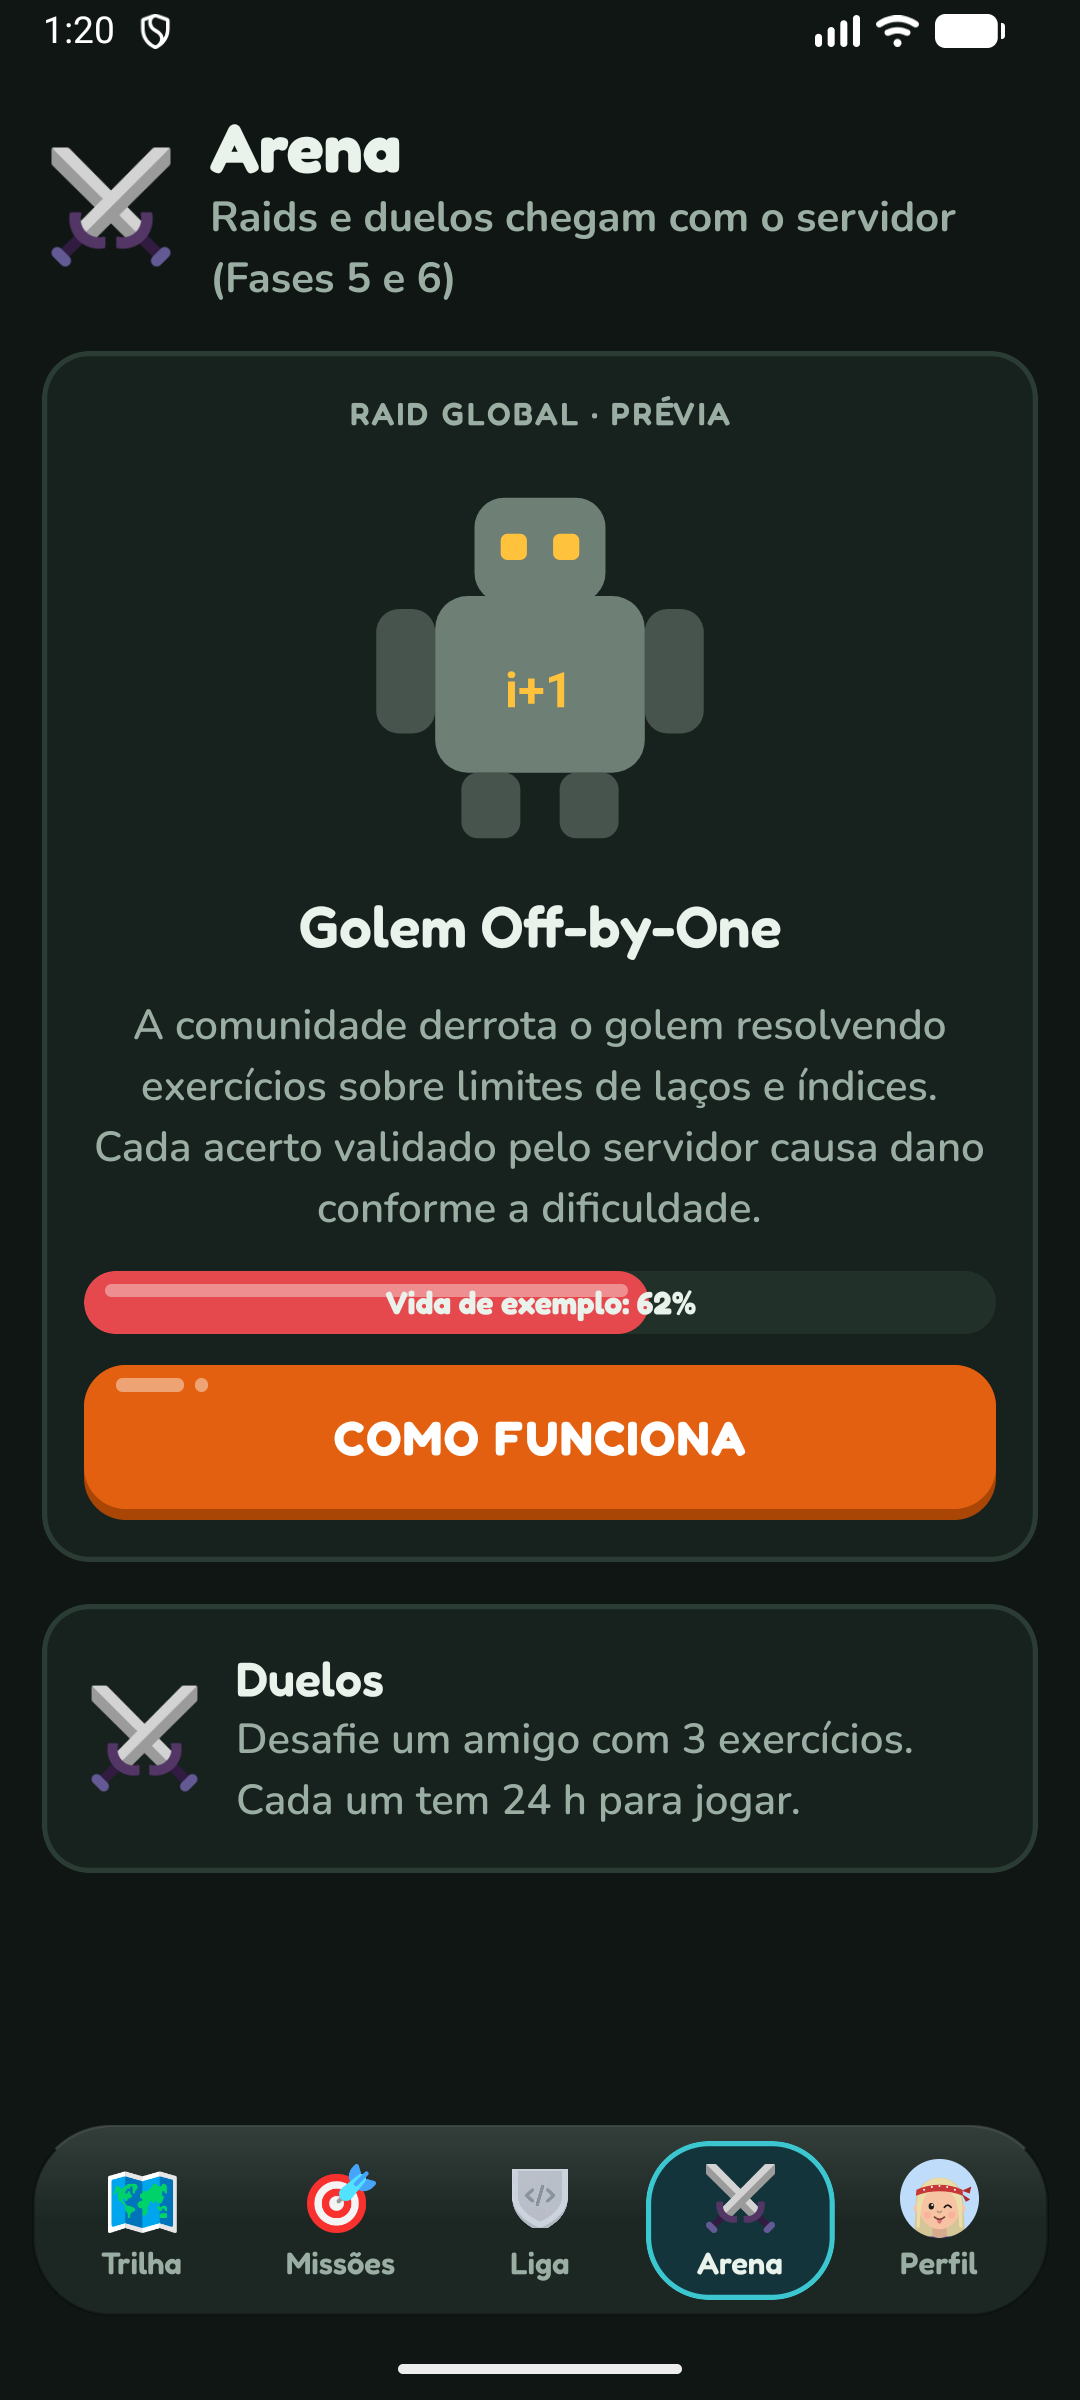 1:20
Arena
Raids e duelos chegam com o servidor
(Fases 5 e 6)
RAID GLOBAL · PRÉVIA
i+1
Golem Off-by-One
A comunidade derrota o golem resolvendo
exercícios sobre limites de laços e índices.
Cada acerto validado pelo servidor causa dano
conforme a dificuldade.
Vida de exemplo: 62%
COMO FUNCIONA
Duelos
Desafie um amigo com 3 exercícios.
Cada um tem 24 h para jogar.
</>
Trilha
Missões
Liga
Arena
Perfil